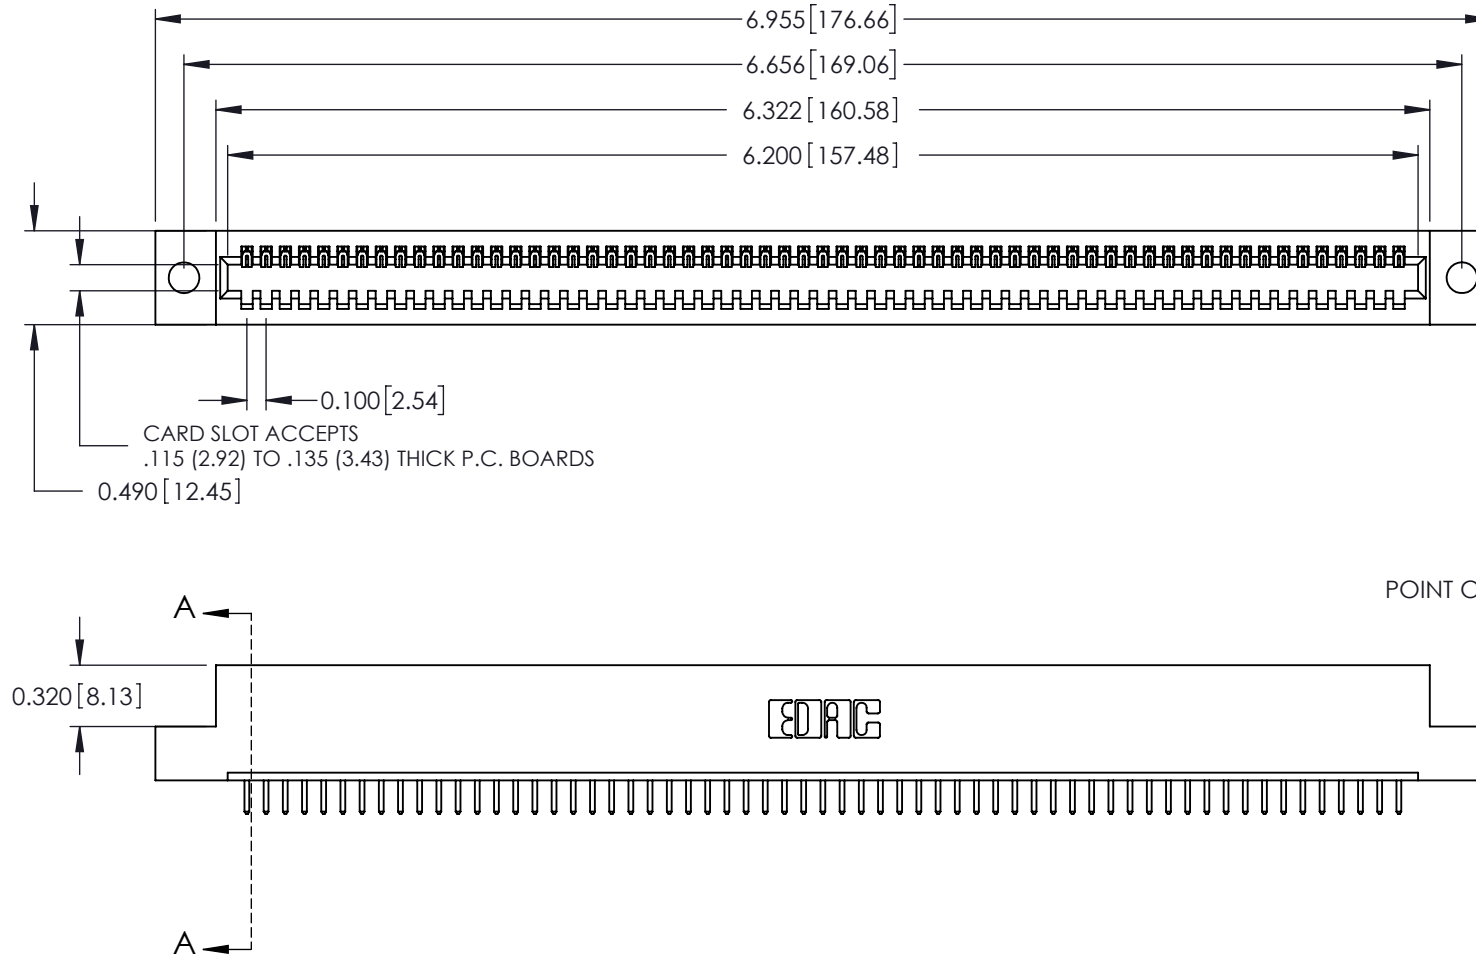 6.955[176.66]
6.656[169.06]
6.322[160.58]
6.200[157.48]
0.100[2.54]
CARD SLOT ACCEPTS
.115 (2.92) TO .135 (3.43) THICK P.C. BOARDS
0.490[12.45]
POINT
A
0.320[8.13]
EDAC
A